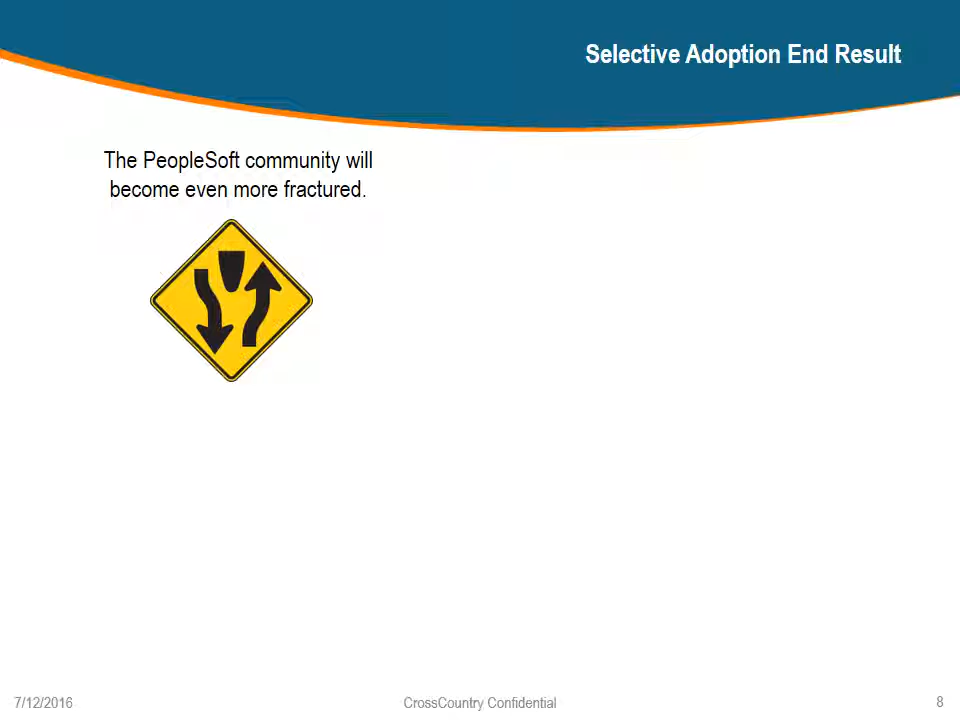 Selective Adoption End Result
The PeopleSoft community will
become even more fractured.
7/12/2016
CrossCountry Confidential
8